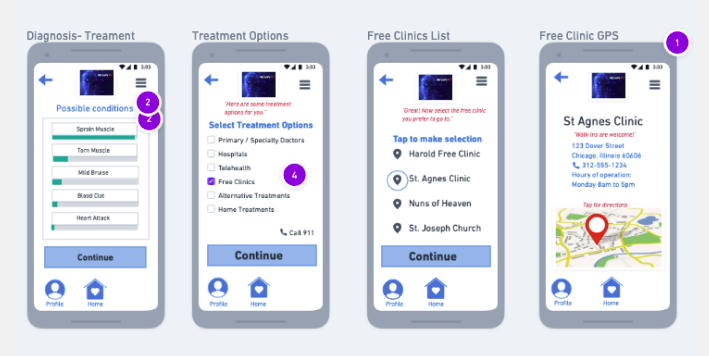 Diagnosis- Treament
Treatment Options
Free Clinics List
Free Clinic GPS
1
3:03
2
2
Possible conditions
Sprain Muscle
Torn Muscle
Mild Bruise
Blood Clot
Heart Attack
Continue
Profile
Home
3:03
"Here are some treatment
options for you."
Select Treatment Options
Primary / Specialty Doctors
Hospitals
Telehealth
Free Clinics
4
Alternative Treatments
Home Treatments
Call 911
Continue
Profile
Home
3:03
"Great! Now select the free clinic
you prefer to go to."
Tap to make selection
Harold Free Clinic
St. Agnes Clinic
Nuns of Heaven
St. Joseph Church
Continue
Profile
Home
3:03
St Agnes Clinic
"Walk-ins are welcome!"
123 Dover Street
Chicago, Illineis 60606
312-555-1234
Hours of operation:
Monday 8am to 5pm
Tap for directions
Profile
Home